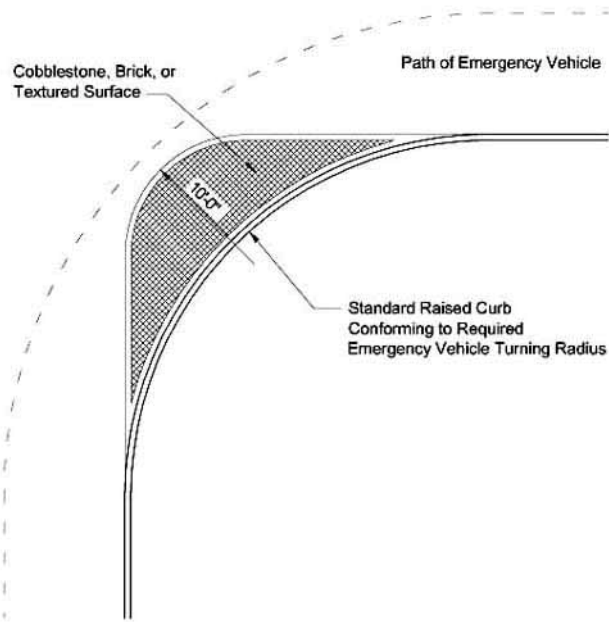 Path of Emergency Vehicle
Cobblestone, Brick, or
Textured Surface
10'-0"
Standard Raised Curb
Conforming to Required
Emergency Vehicle Turning Radius